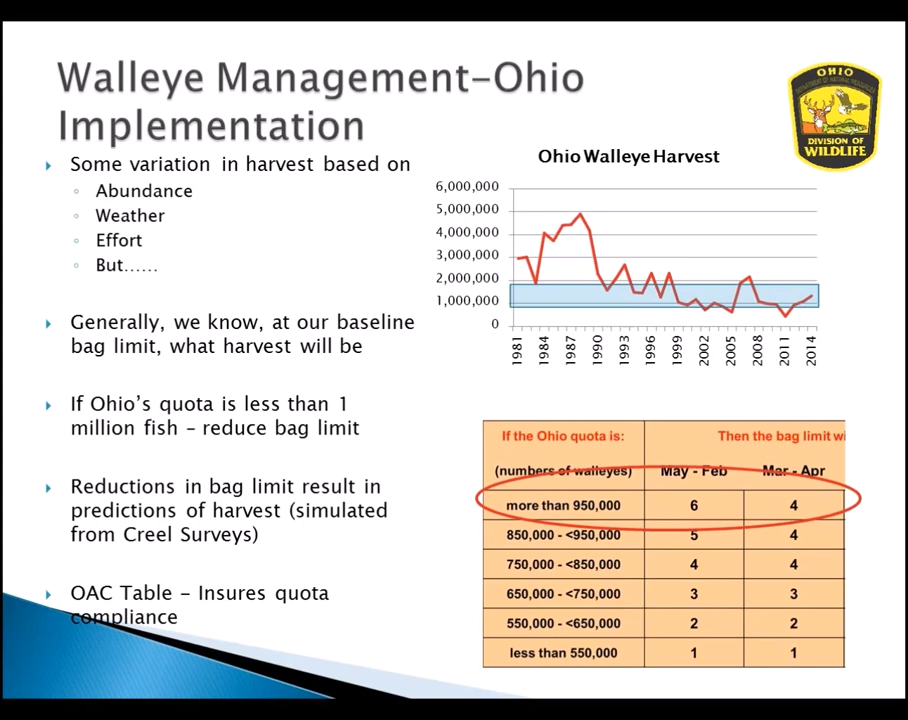 Walleye Management-Ohio
Implementation
Some variation in harvest based on
Abundance
Weather
Effort
But......
Generally, we know, at our baseline
bag limit, what harvest will be
If Ohio's quota is less than 1
million fish – reduce bag limit
Reductions in bag limit result in
predictions of harvest (simulated
from Creel Surveys)
OAC Table – Insures quota
compliance
OHIO
DIVISION OF
WILDLIFE
Ohio Walleye Harvest
6,000,000
5,000,000
4,000,000
3,000,000
2,000,000
1,000,000
0
1981 1984 1987 1990 1993 1996 1999 2002 2005 2008 2011 2014
If the Ohio quota is: Then the bag limit wi
(numbers of walleyes) May - Feb Mar - Apr
more than 950,000 6 4
850,000 - <950,000 5 4
750,000 - <850,000 4 4
650,000 - <750,000 3 3
550,000 - <650,000 2 2
less than 550,000 1 1